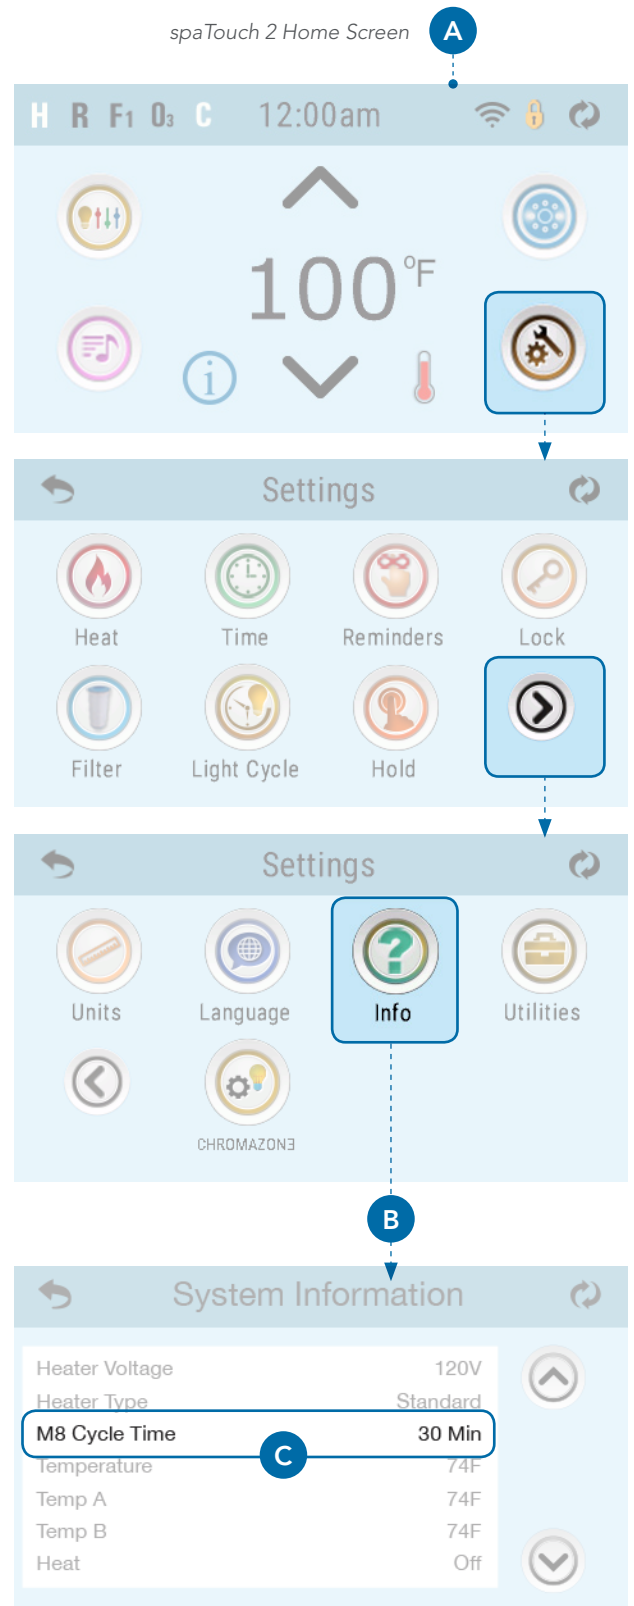 spaTouch 2 Home Screen A
H R F1 O3 C 12:00am
100°F
i
Settings
Heat Time Reminders Lock
Filter Light Cycle Hold
Settings
?
Units Language Info Utilities
CHROMAZONE
B
System Information
Heater Voltage 120V
Heater Type Standard
M8 Cycle Time 30 Min
C
Temperature 74F
Temp A 74F
Temp B 74F
Heat Off